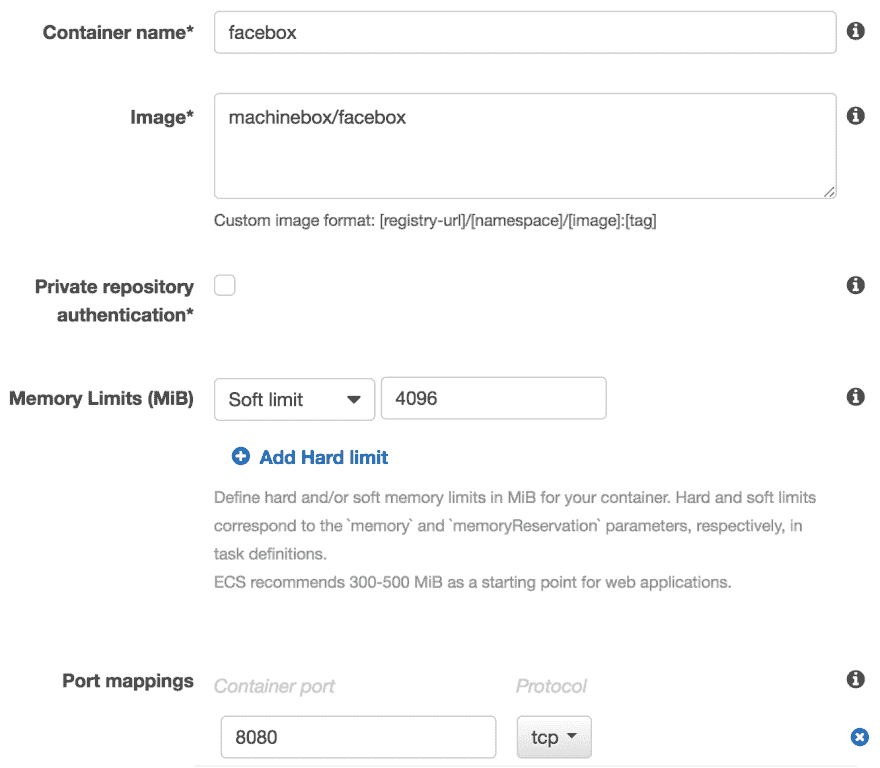 Container name*
facebox
Image*
machinebox/facebox
Custom image format: [registry-url]/[namespace]/[image]:[tag]
Private repository
authentication*
Memory Limits (MiB)
Soft limit
4096
Add Hard limit
Define hard and/or soft memory limits in MiB for your container. Hard and soft limits
correspond to the `memory` and `memoryReservation` parameters, respectively, in
task definitions.
ECS recommends 300-500 MiB as a starting point for web applications.
Port mappings
Container port
Protocol
8080
tcp